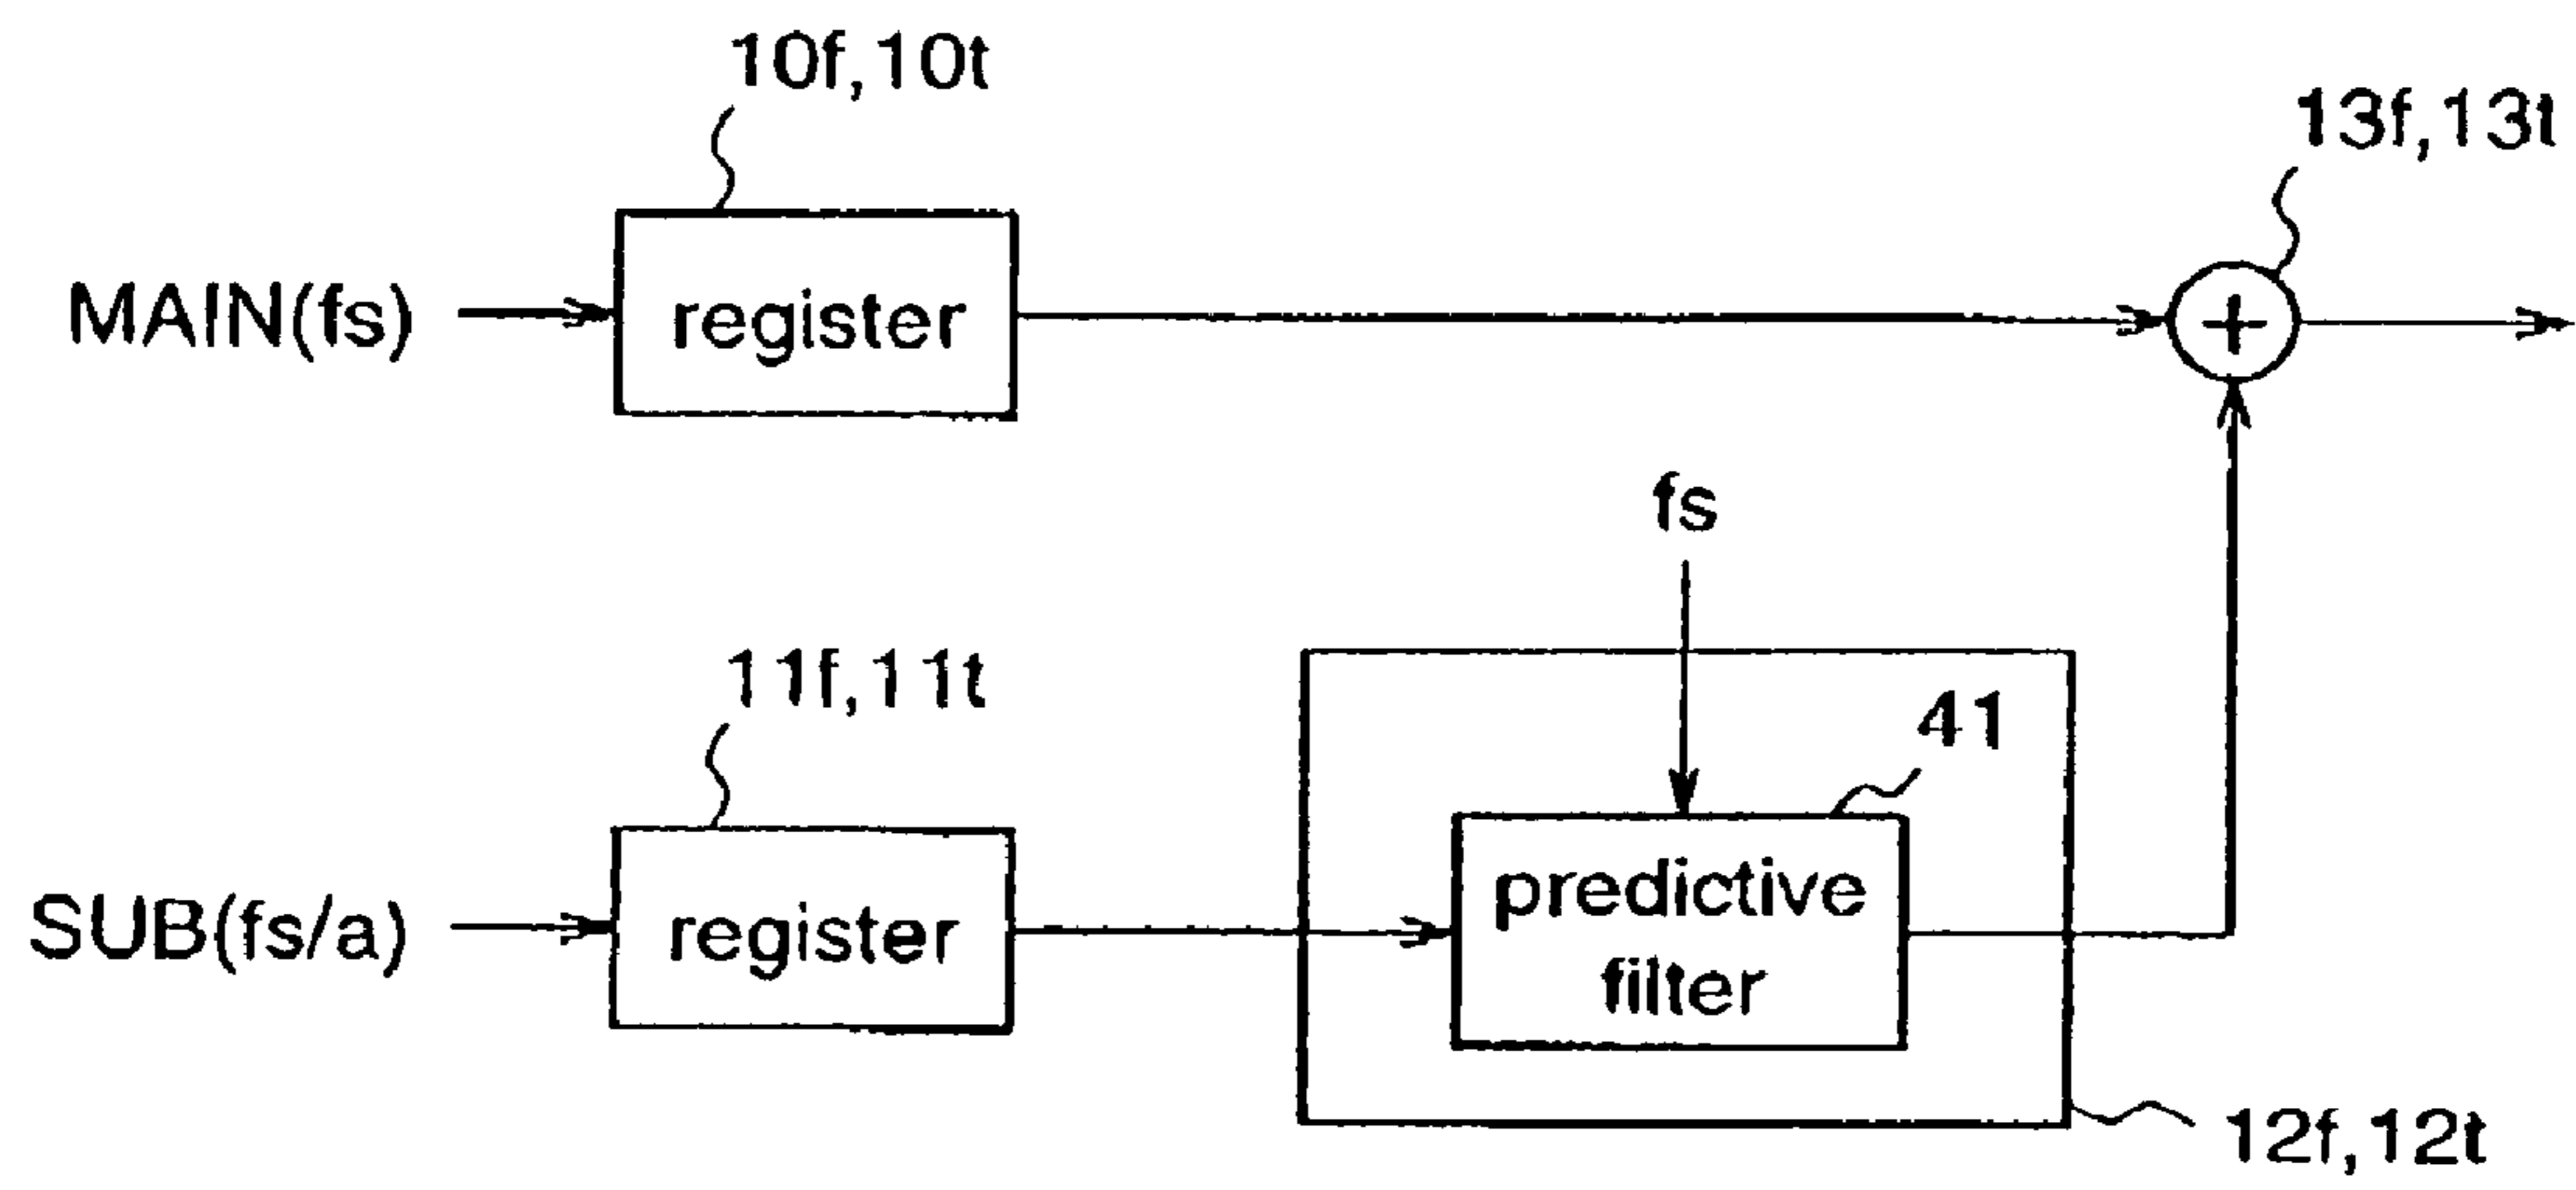 10f,10t
13f,13t
MAIN(fs)
register
+
fs
11f,11t
41
SUB(fs/a)
register
predictive
filter
12f,12t